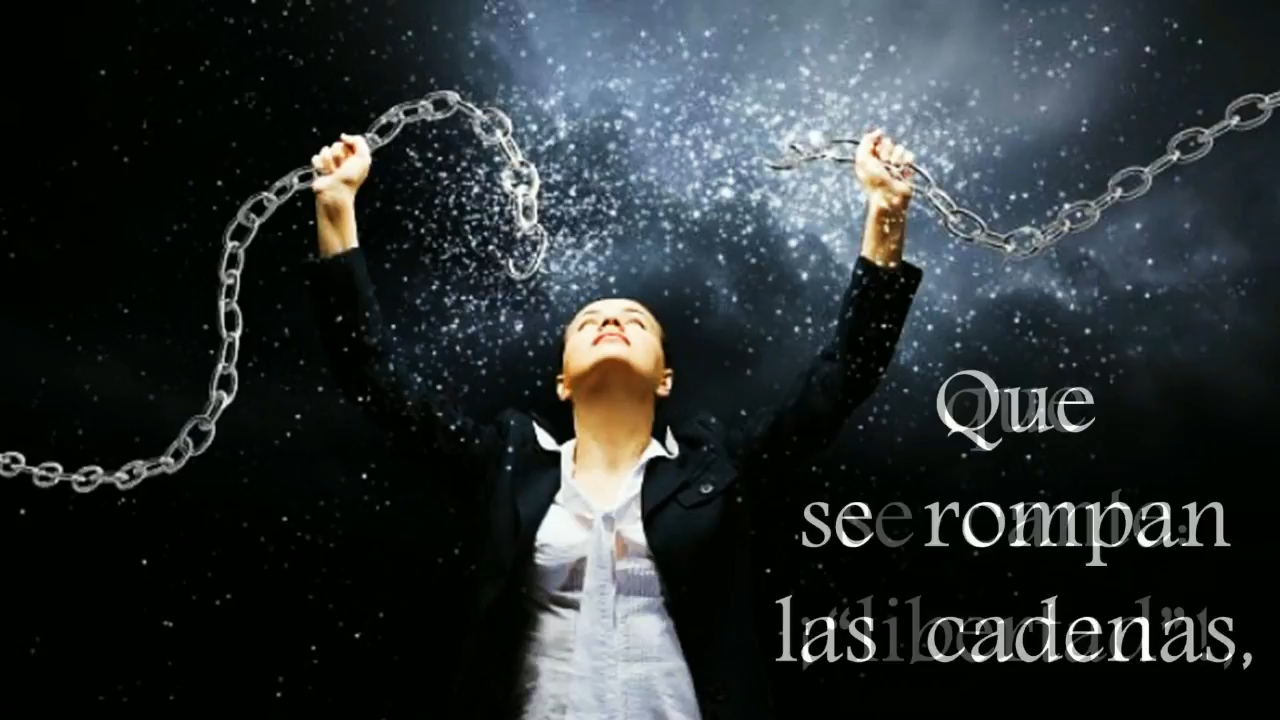 Que
se rompan
las cadenas,